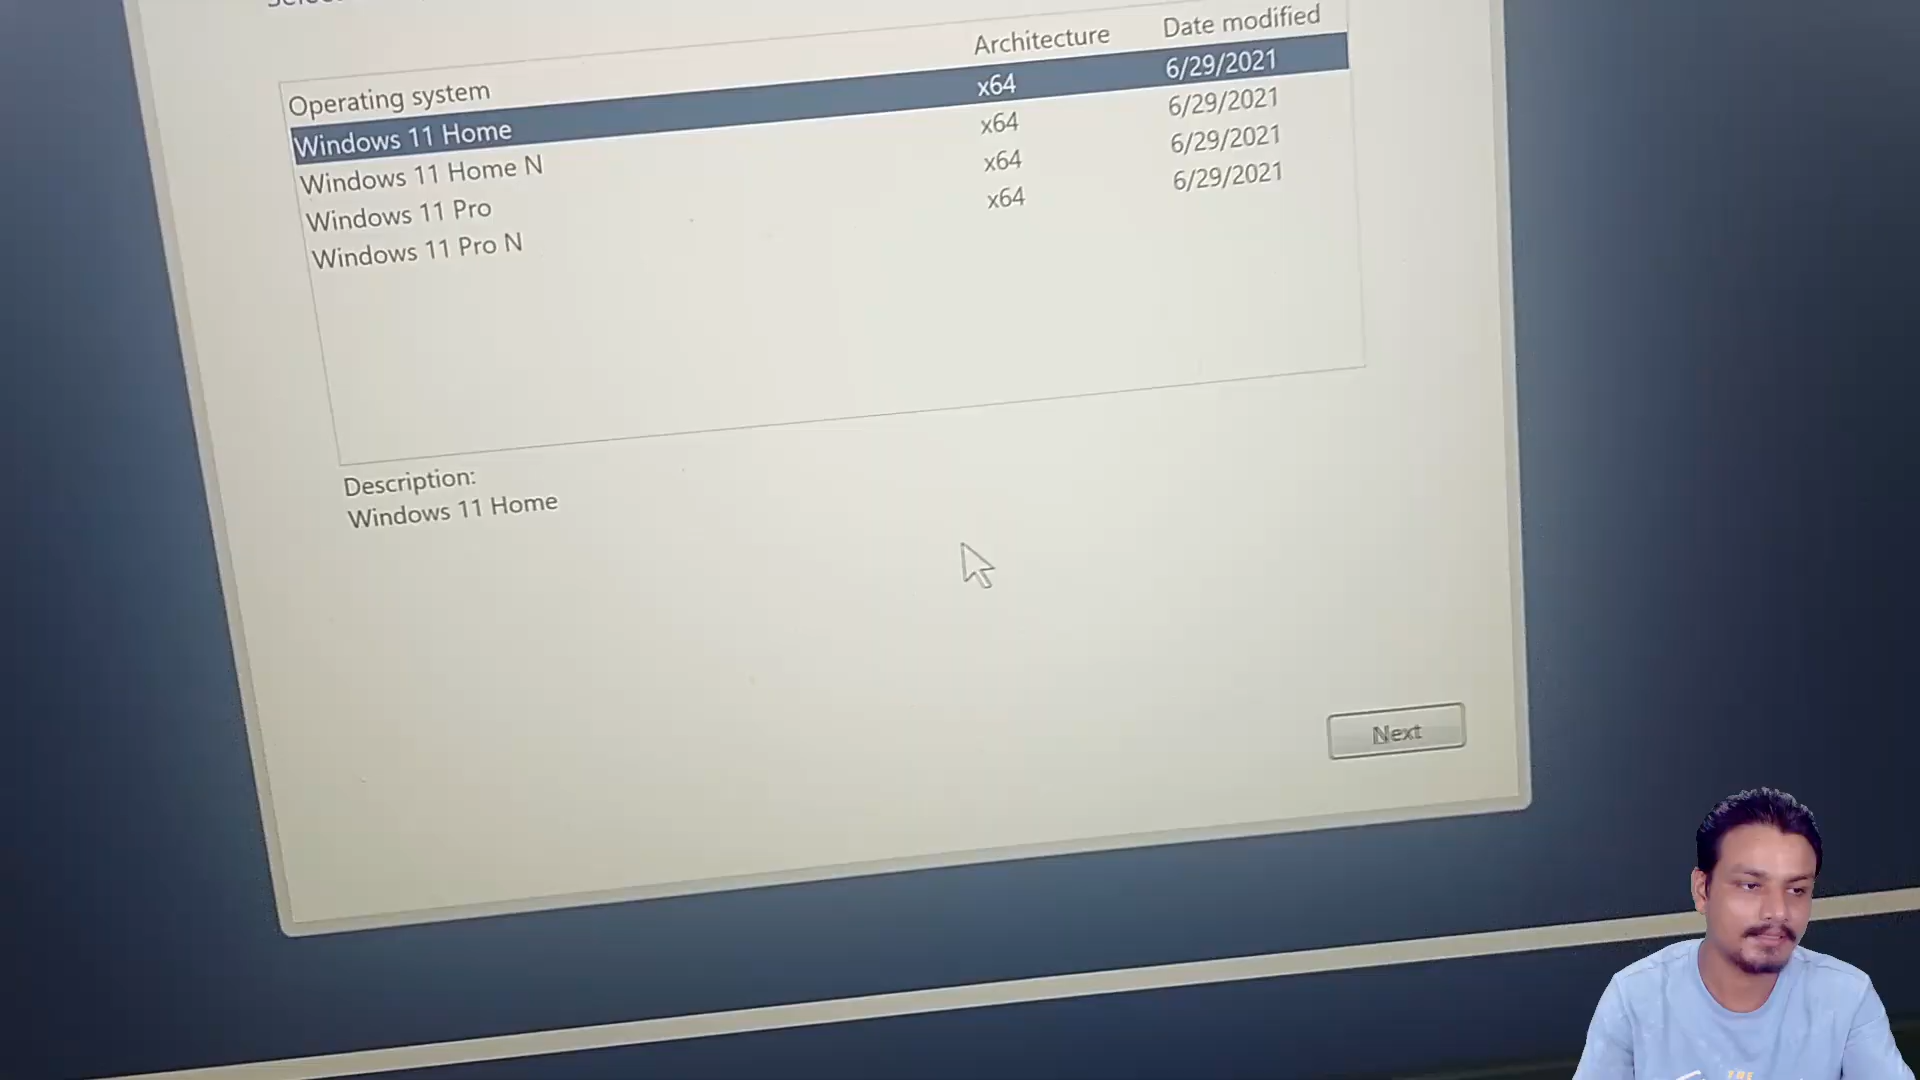 Operating system Architecture Date modified
Windows 11 Home x64 6/29/2021
Windows 11 Home N x64 6/29/2021
Windows 11 Pro x64 6/29/2021
Windows 11 Pro N x64 6/29/2021
Description:
Windows 11 Home
Next
THE